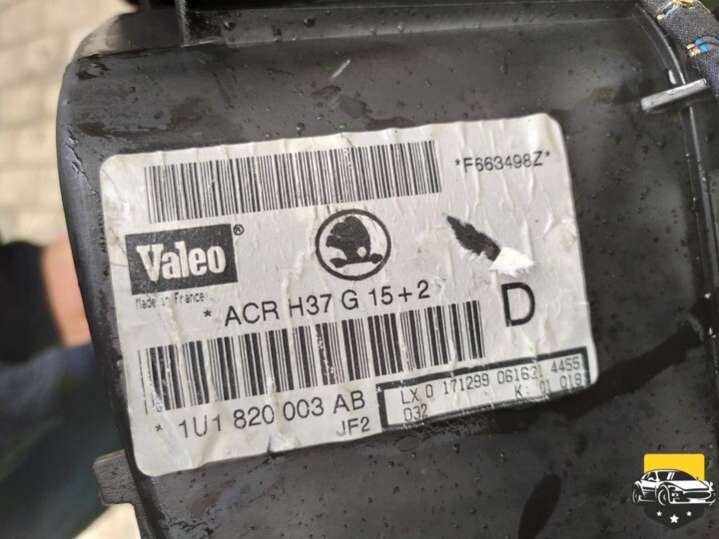 *F663498Z*
Valeo®
Made in France
* ACR H37 G 15+2
D
* 1U1 820 003 AB
JF2
LX 0 171299 061621 4455
032 K: 01 018